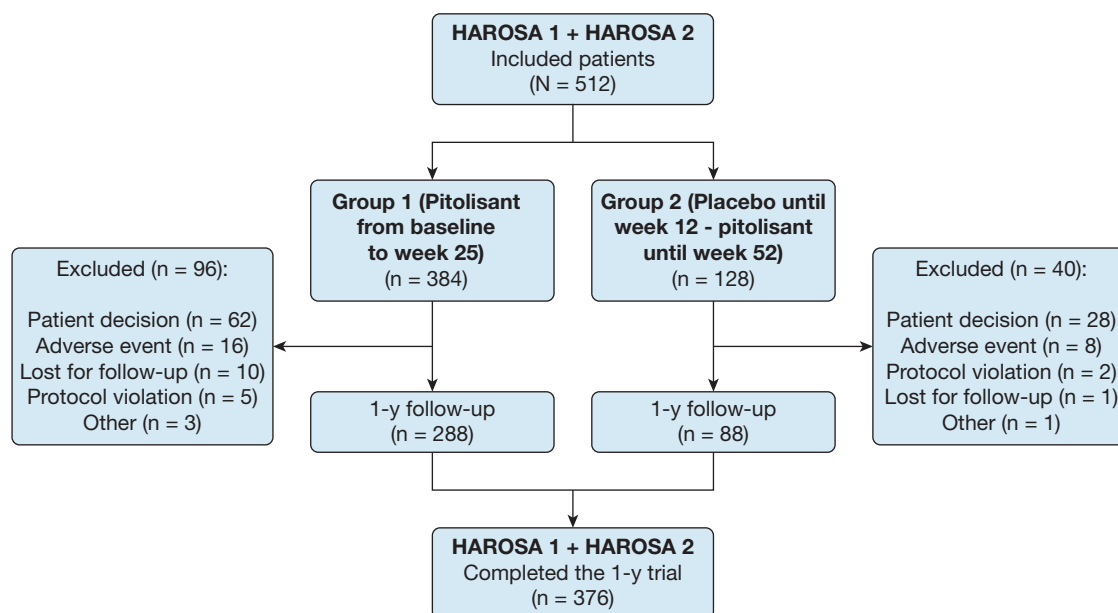 HAROSA 1 + HAROSA 2
Included patients
(N = 512)
Group 1 (Pitolisant
from baseline
to week 25)
(n = 384)
Group 2 (Placebo until
week 12 - pitolisant
until week 52)
(n = 128)
Excluded (n = 96):
Patient decision (n = 62)
Adverse event (n = 16)
Lost for follow-up (n = 10)
Protocol violation (n = 5)
Other (n = 3)
Excluded (n = 40):
Patient decision (n = 28)
Adverse event (n = 8)
Protocol violation (n = 2)
Lost for follow-up (n = 1)
Other (n = 1)
1-y follow-up
(n = 288)
1-y follow-up
(n = 88)
HAROSA 1 + HAROSA 2
Completed the 1-y trial
(n = 376)